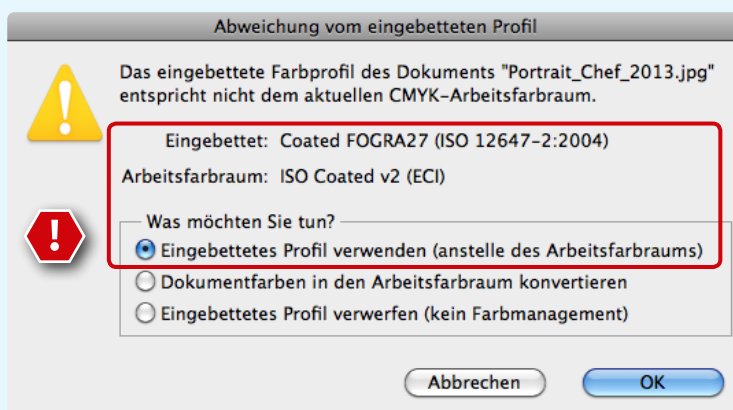 Abweichung vom eingebetteten Profil
Das eingebettete Farbprofil des Dokuments "Portrait_Chef_2013.jpg"
entspricht nicht dem aktuellen CMYK-Arbeitsfarbraum.
Eingebettet: Coated FOGRA27 (ISO 12647-2:2004)
Arbeitsfarbraum: ISO Coated v2 (ECI)
Was möchten Sie tun?
Eingebettetes Profil verwenden (anstelle des Arbeitsfarbraums)
Dokumentfarben in den Arbeitsfarbraum konvertieren
Eingebettetes Profil verwerfen (kein Farbmanagement)
Abbrechen OK